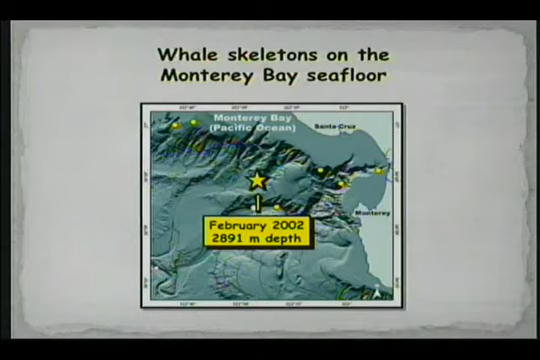 Whale skeletons on the
Monterey Bay seafloor
Monterey Bay
(Pacific Ocean)
Santa Cruz
Monterey
February 2002
2891 m depth